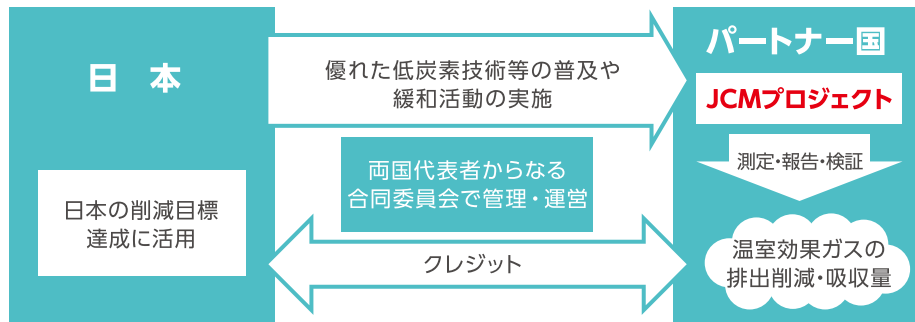 日 本
日本の削減目標
達成に活用
優れた低炭素技術等の普及や
緩和活動の実施
両国代表者からなる
合同委員会で管理・運営
クレジット
パートナー国
JCMプロジェクト
測定・報告・検証
温室効果ガスの
排出削減・吸収量